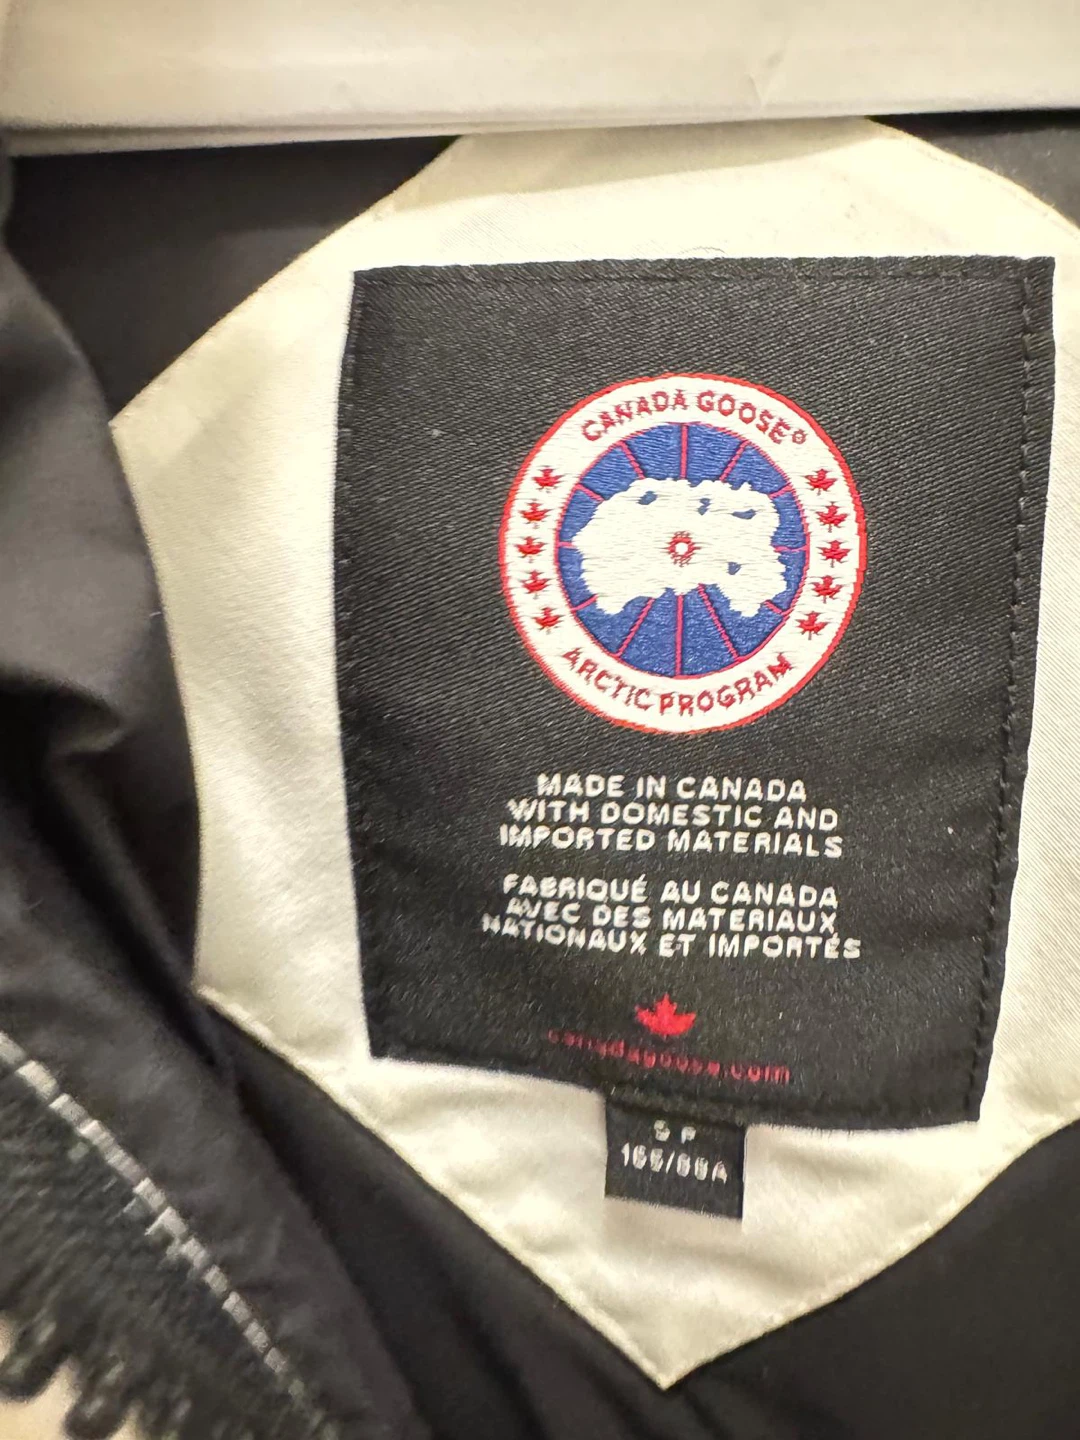 CANADA GOOSE®
ARCTIC PROGRAM
MADE IN CANADA
WITH DOMESTIC AND
IMPORTED MATERIALS
FABRIQUÉ AU CANADA
AVEC DES MATERIAUX
NATIONAUX ET IMPORTÉS
canadagoose.com
S P